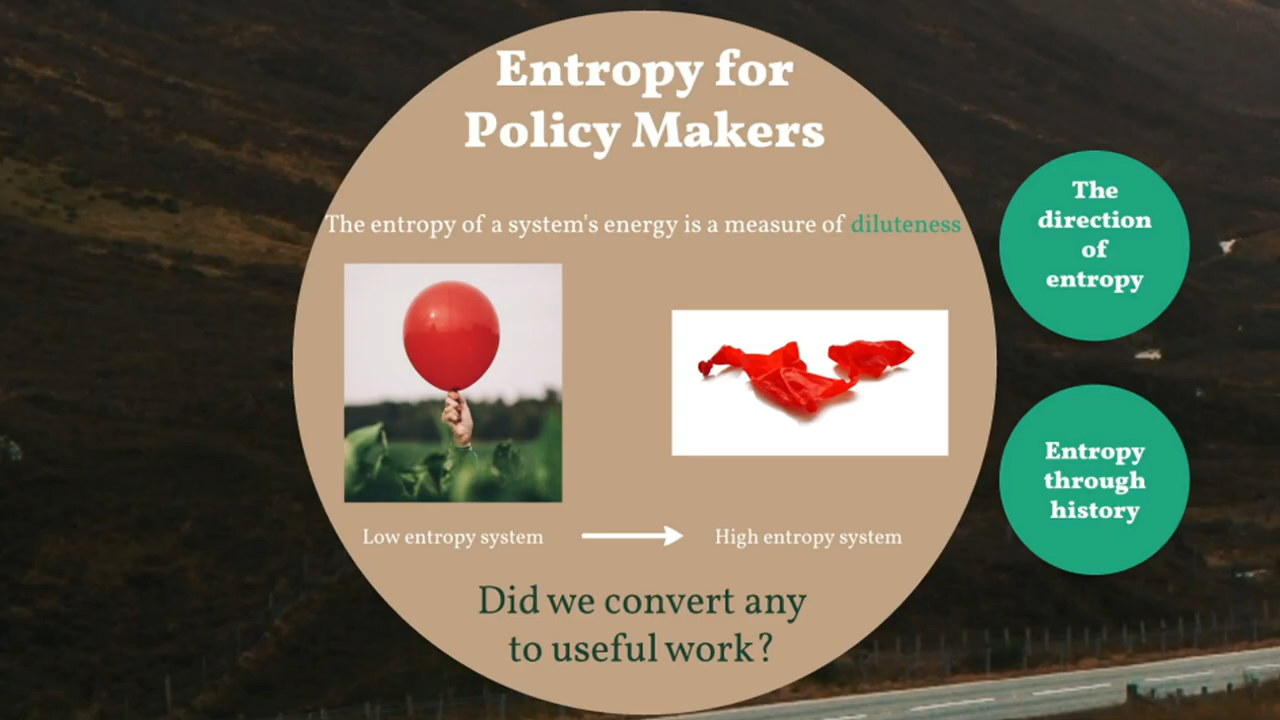 Entropy for
Policy Makers
The entropy of a system's energy is a measure of diluteness
Low entropy system
High entropy system
Did we convert any
to useful work?
The
direction
of
entropy
Entropy
through
history